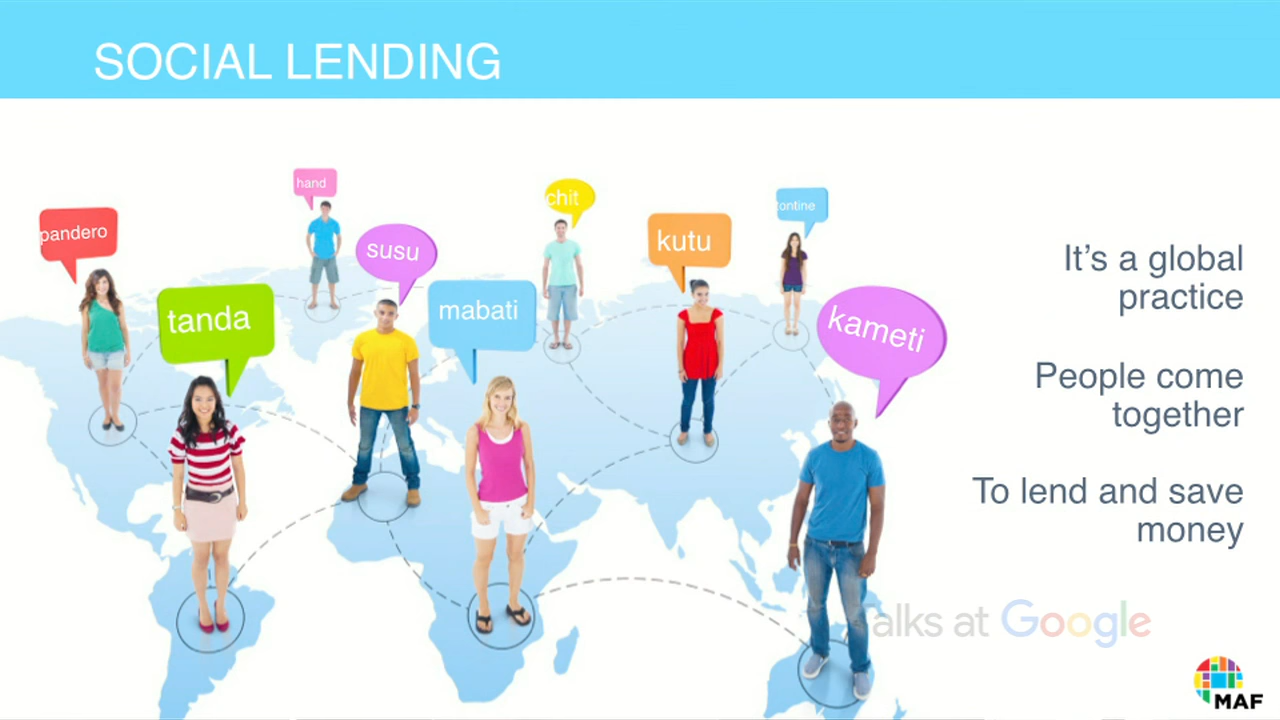 SOCIAL LENDING
hand
chit
tontine
pandero
susu
kutu
tanda
mabati
kameti
It's a global
practice
People come
together
To lend and save
money
Talks at Google
MAF